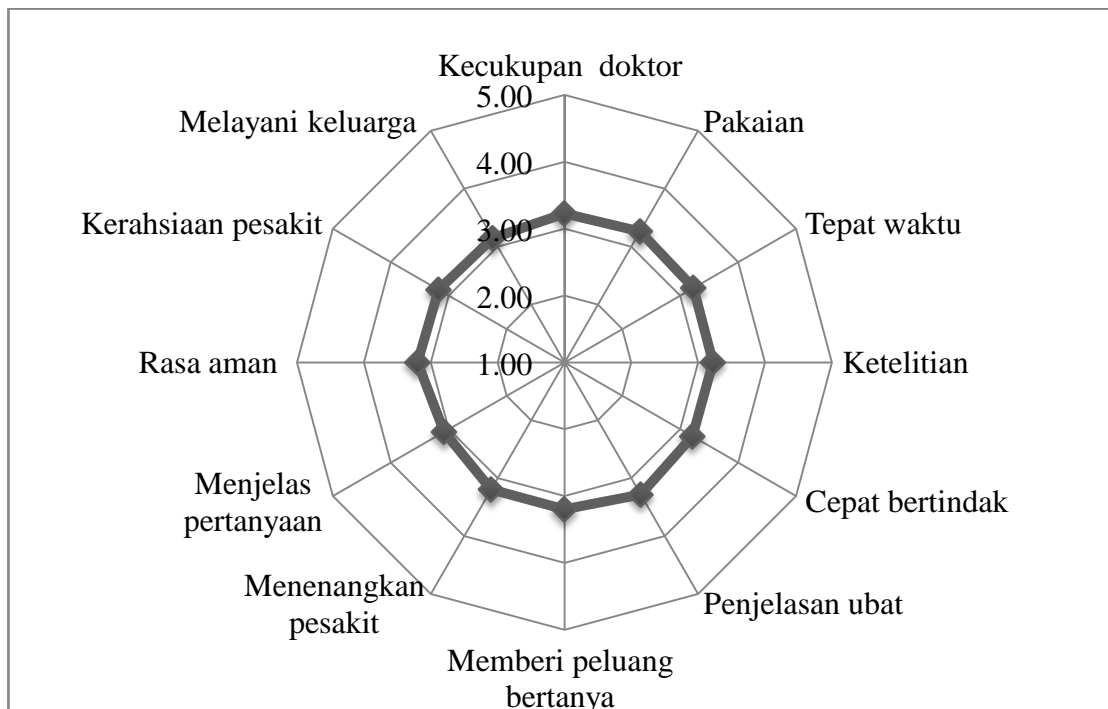 Kecukupan doktor
5.00
Pakaian
Melayani keluarga
4.00
Kerahsiaan pesakit
Tepat waktu
3.00
2.00
Rasa aman
1.00
Ketelitian
Menjelas
pertanyaan
Cepat bertindak
Menenangkan
pesakit
Penjelasan ubat
Memberi peluang
bertanya